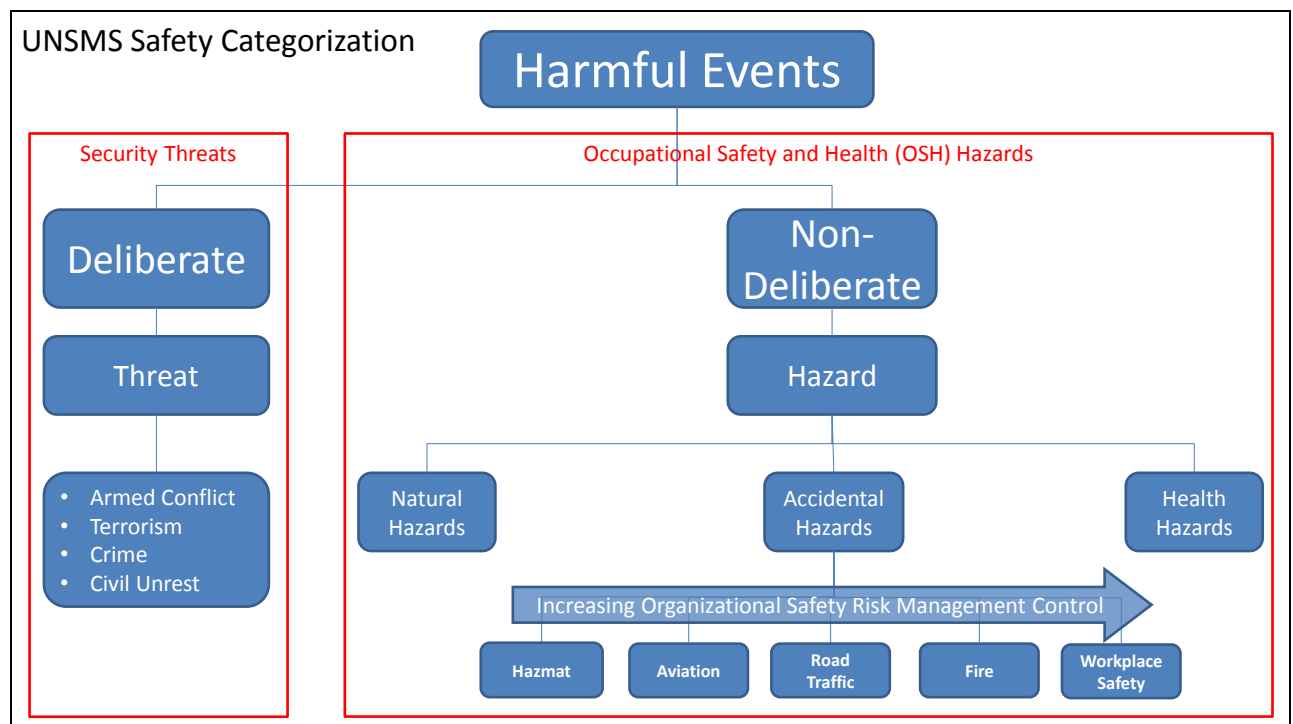 UNSMS Safety Categorization
Harmful Events
Security Threats
Occupational Safety and Health (OSH) Hazards
Deliberate
Non-
Deliberate
Threat
Hazard
• Armed Conflict
• Terrorism
• Crime
• Civil Unrest
Natural
Hazards
Accidental
Hazards
Health
Hazards
Increasing Organizational Safety Risk Management Control
Hazmat
Aviation
Road
Traffic
Fire
Workplace
Safety